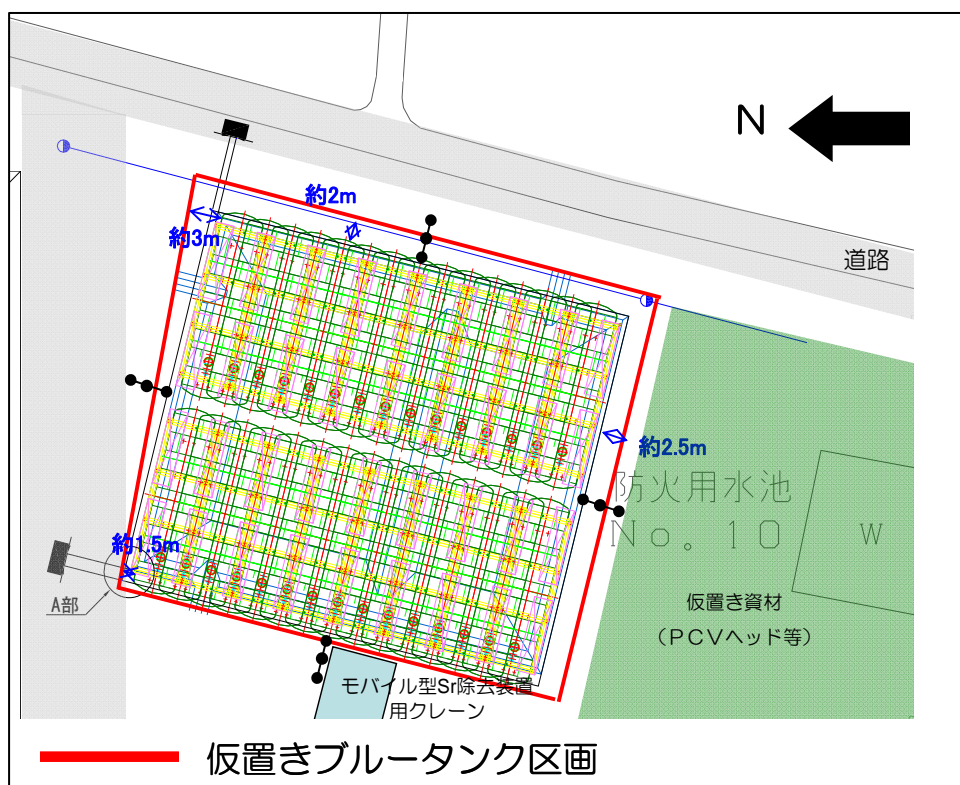 N
約2m
約3m
道路
約2.5m
防火用水池
No。10
W
約1.5m
A部
仮置き資材
（PCVヘッド等）
モバイル型Sr除去装置
用クレーン
仮置きブルータンク区画